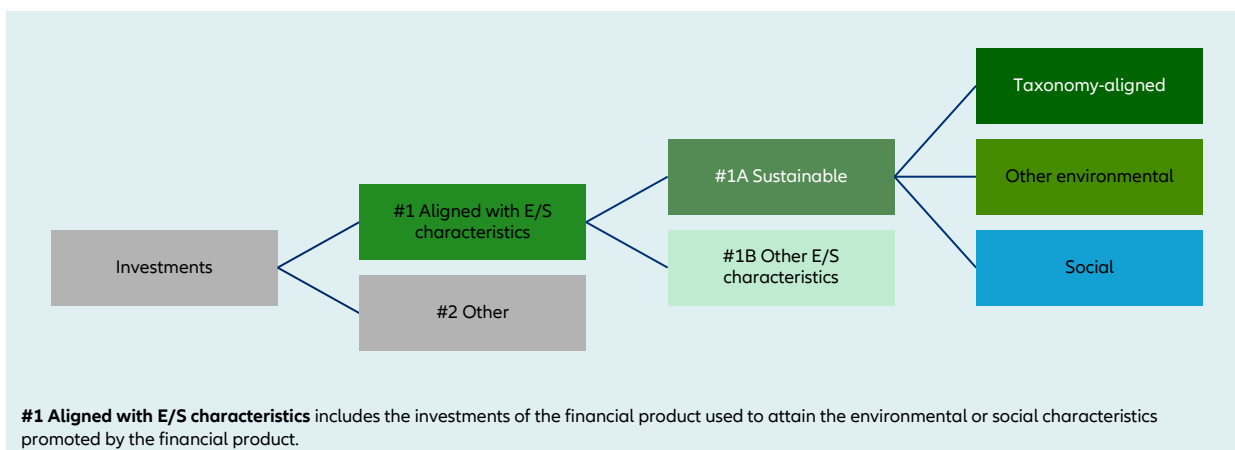 Taxonomy-aligned
#1A Sustainable
Other environmental
#1 Aligned with E/S
characteristics
#1B Other E/S
characteristics
Investments
Social
#2 Other
#1 Aligned with E/S characteristics includes the investments of the financial product used to attain the environmental or social characteristics
promoted by the financial product.